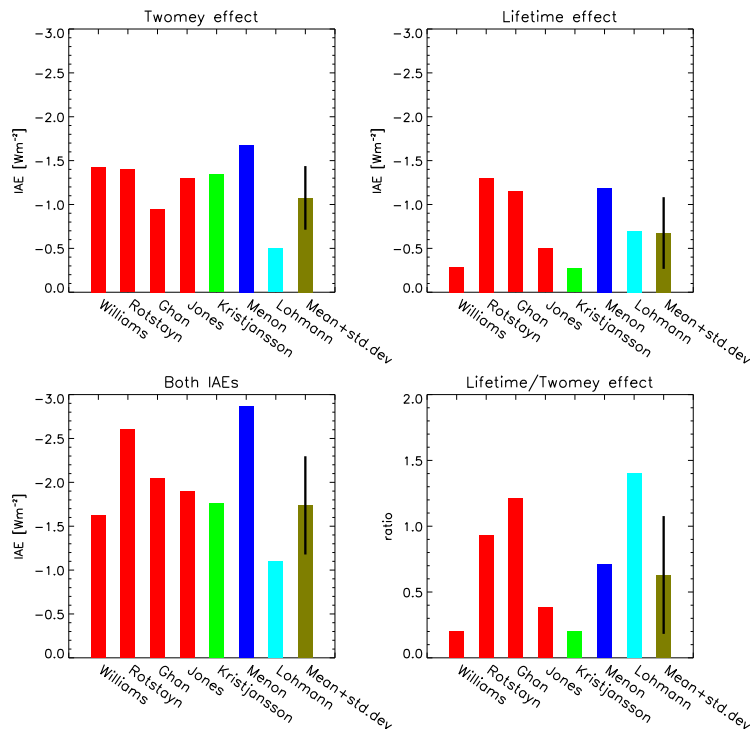 Twomey effect
IAE [Wm⁻²]
-3.0
-2.5
-2.0
-1.5
-1.0
-0.5
0.0
Williams
Rotstayn
Ghan
Jones
Kristjansson
Menon
Lohmann
Mean+std.dev
Lifetime effect
IAE [Wm⁻²]
-3.0
-2.5
-2.0
-1.5
-1.0
-0.5
0.0
Williams
Rotstayn
Ghan
Jones
Kristjansson
Menon
Lohmann
Mean+std.dev
Both IAEs
IAE [Wm⁻²]
-3.0
-2.5
-2.0
-1.5
-1.0
-0.5
0.0
Williams
Rotstayn
Ghan
Jones
Kristjansson
Menon
Lohmann
Mean+std.dev
Lifetime/Twomey effect
ratio
2.0
1.5
1.0
0.5
0.0
Williams
Rotstayn
Ghan
Jones
Kristjansson
Menon
Lohmann
Mean+std.dev